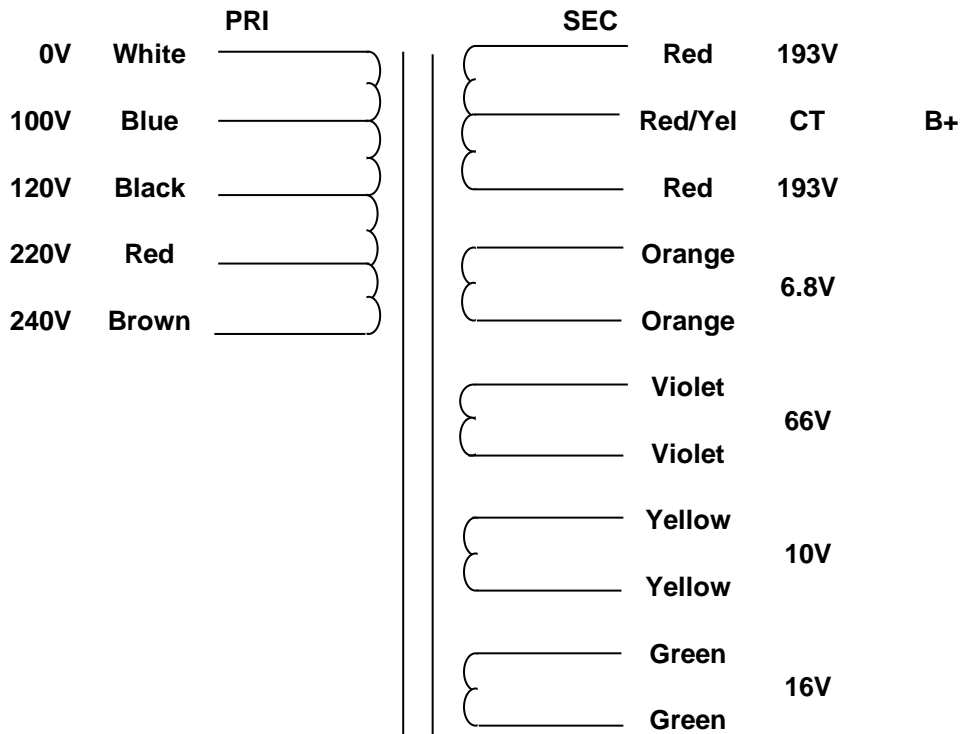 PRI SEC
0V White Red 193V
100V Blue Red/Yel CT B+
120V Black Red 193V
220V Red Orange
6.8V
240V Brown Orange
Violet
66V
Violet
Yellow
10V
Yellow
Green
16V
Green